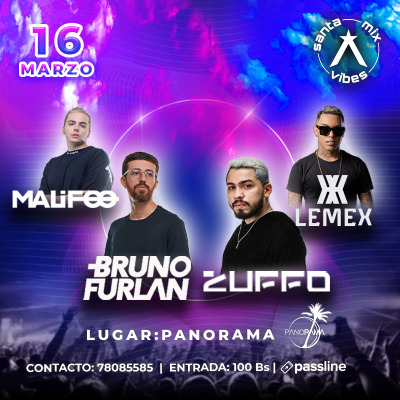 16
MARZO
santa mix
vibes
MALiFOO
BRUNO
FURLAN
ZUFFO
LEMEX
LUGAR:PANORAMA
PANORAMA
CONTACTO: 78085585 | ENTRADA: 100 Bs | passline